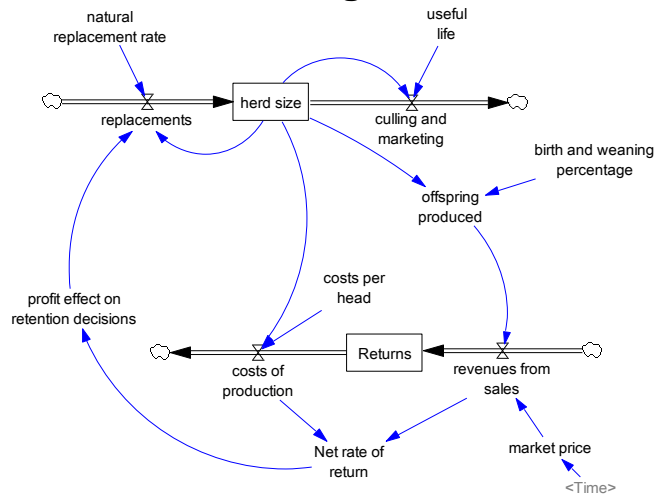 natural
replacement rate
useful
life
herd size
replacements
culling and
marketing
birth and weaning
percentage
offspring
produced
costs per
head
profit effect on
retention decisions
Returns
costs of
production
revenues from
sales
market price
Net rate of
return
<Time>